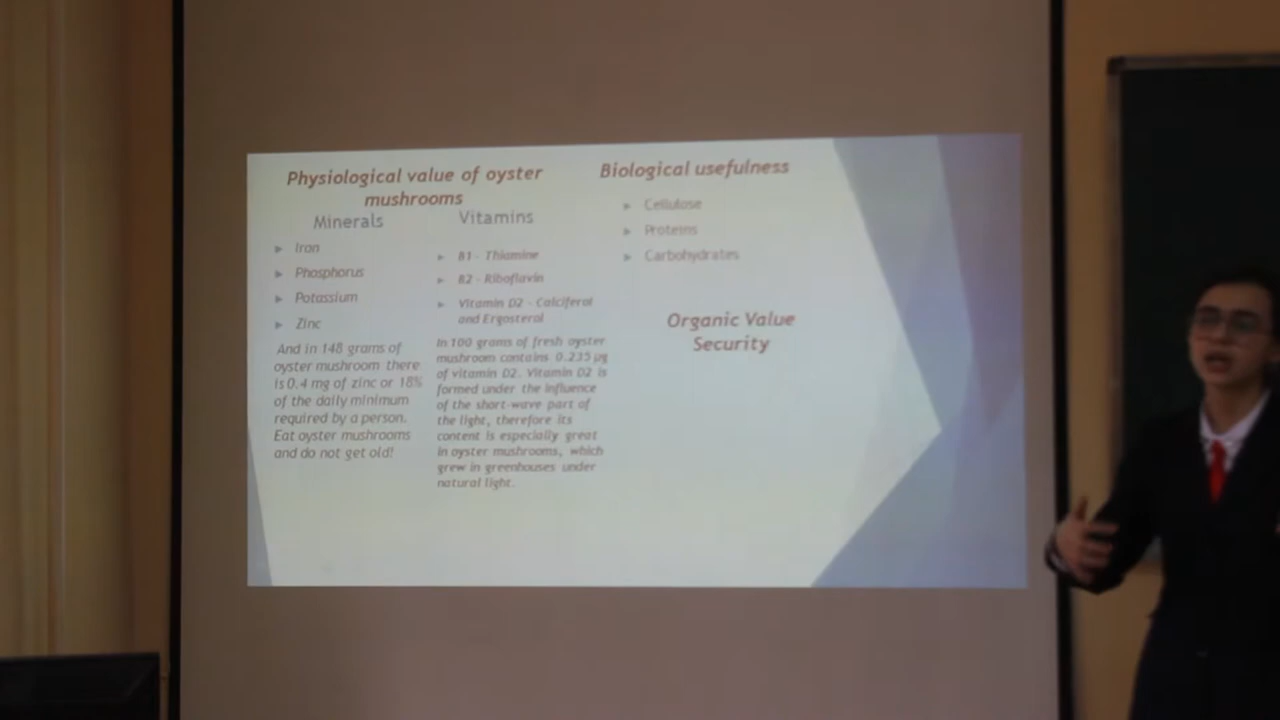 Physiological value of oyster
mushrooms
Minerals
Iron
Phosphorus
Potassium
Zinc
And in 148 grams of
oyster mushroom there
is 0.4 mg of zinc or 18%
of the daily minimum
required by a person.
Eat oyster mushrooms
and do not get old!
Vitamins
B1 - Thiamine
B2 - Riboflavin
Vitamin D2 - Calciferol
and Ergosterol
In 100 grams of fresh oyster
mushroom contains 0.235 µg
of vitamin D2. Vitamin D2 is
formed under the influence
of the short-wave part of
the light, therefore its
content is especially great
in oyster mushrooms, which
grew in greenhouses under
natural light.
Biological usefulness
Cellulose
Proteins
Carbohydrates
Organic Value
Security